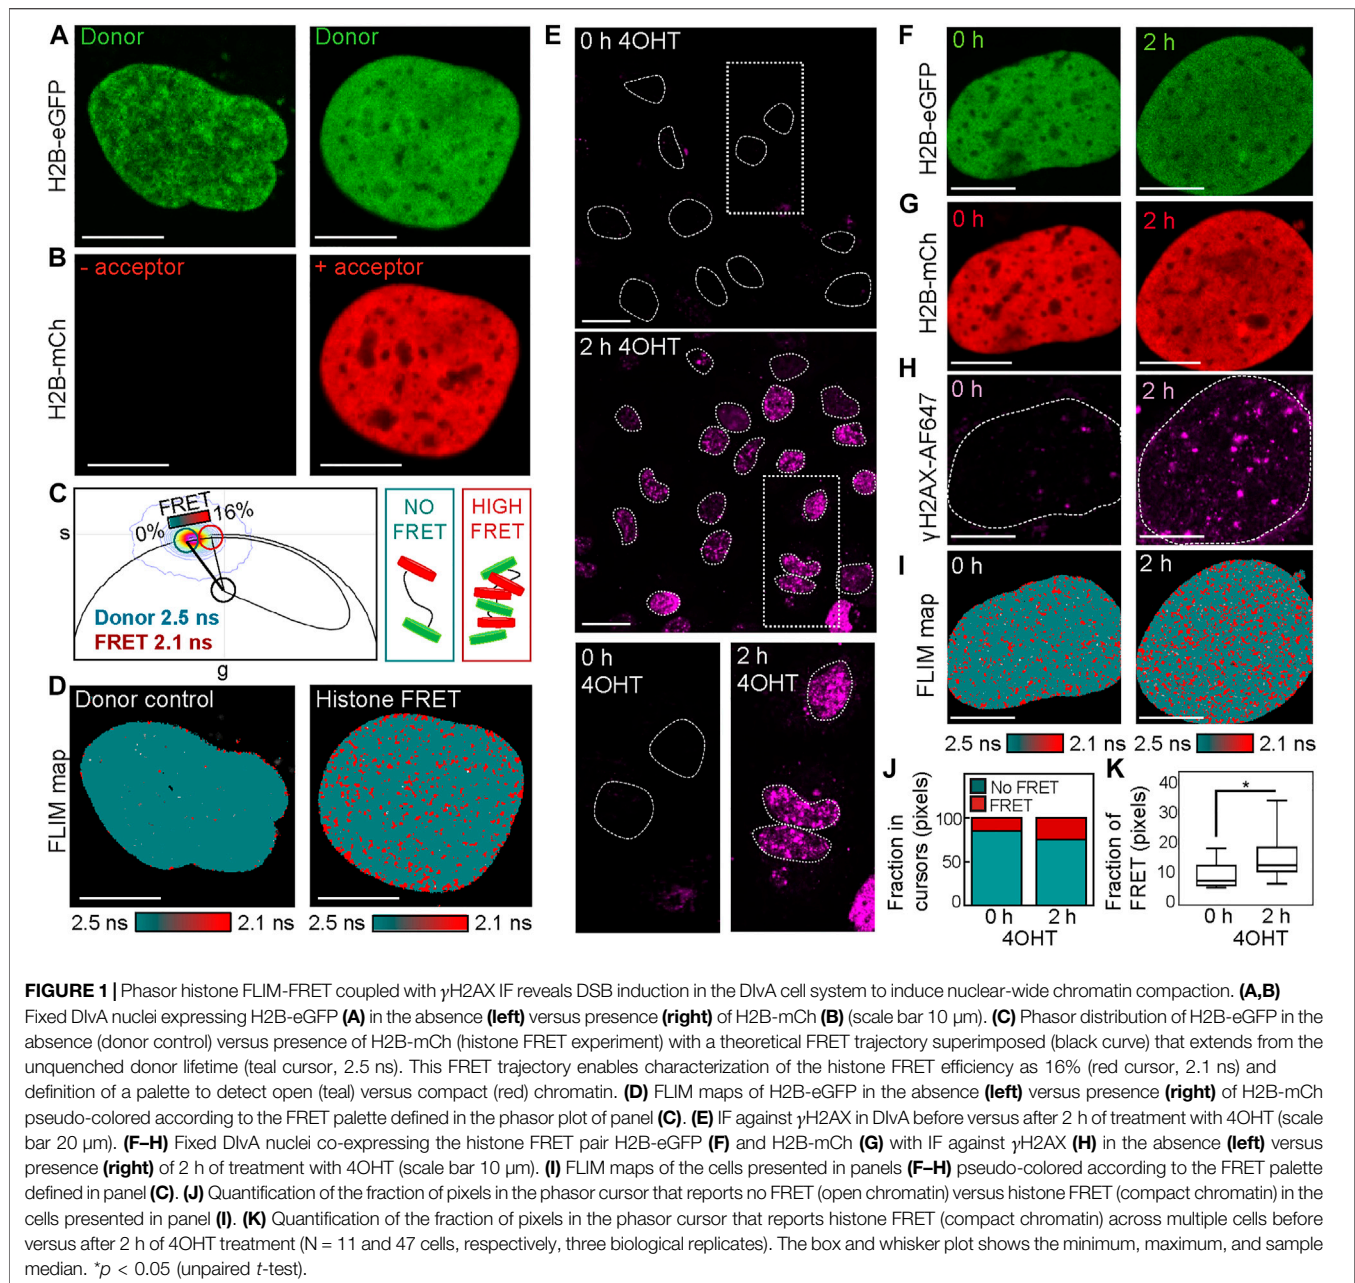 A
Donor
Donor
H2B-eGFP
B
- acceptor
+ acceptor
H2B-mCh
C
FRET
0%
16%
s
Donor 2.5 ns
FRET 2.1 ns
g
NO
FRET
HIGH
FRET
D
Donor control
Histone FRET
FLIM map
2.5 ns
2.1 ns
2.5 ns
2.1 ns
E
0 h 4OHT
2 h 4OHT
0 h
4OHT
2 h
4OHT
F
0 h
2 h
H2B-eGFP
G
0 h
2 h
H2B-mCh
H
0 h
2 h
γH2AX-AF647
I
0 h
2 h
FLIM map
2.5 ns
2.1 ns
2.5 ns
2.1 ns
J
No FRET
FRET
Fraction in
cursors (pixels)
100
50
0
0 h
2 h
4OHT
K
*
Fraction of
FRET (pixels)
40
30
20
10
0
0 h
2 h
4OHT
FIGURE 1 | Phasor histone FLIM-FRET coupled with γH2AX IF reveals DSB induction in the DIvA cell system to induce nuclear-wide chromatin compaction. (A,B)
Fixed DIvA nuclei expressing H2B-eGFP (A) in the absence (left) versus presence (right) of H2B-mCh (B) (scale bar 10 µm). (C) Phasor distribution of H2B-eGFP in the
absence (donor control) versus presence of H2B-mCh (histone FRET experiment) with a theoretical FRET trajectory superimposed (black curve) that extends from the
unquenched donor lifetime (teal cursor, 2.5 ns). This FRET trajectory enables characterization of the histone FRET efficiency as 16% (red cursor, 2.1 ns) and
definition of a palette to detect open (teal) versus compact (red) chromatin. (D) FLIM maps of H2B-eGFP in the absence (left) versus presence (right) of H2B-mCh
pseudo-colored according to the FRET palette defined in the phasor plot of panel (C). (E) IF against γH2AX in DIvA before versus after 2 h of treatment with 4OHT (scale
bar 20 µm). (F–H) Fixed DIvA nuclei co-expressing the histone FRET pair H2B-eGFP (F) and H2B-mCh (G) with IF against γH2AX (H) in the absence (left) versus
presence (right) of 2 h of treatment with 4OHT (scale bar 10 µm). (I) FLIM maps of the cells presented in panels (F–H) pseudo-colored according to the FRET palette
defined in panel (C). (J) Quantification of the fraction of pixels in the phasor cursor that reports no FRET (open chromatin) versus histone FRET (compact chromatin) in the
cells presented in panel (I). (K) Quantification of the fraction of pixels in the phasor cursor that reports histone FRET (compact chromatin) across multiple cells before
versus after 2 h of 4OHT treatment (N = 11 and 47 cells, respectively, three biological replicates). The box and whisker plot shows the minimum, maximum, and sample
median. *p < 0.05 (unpaired t-test).